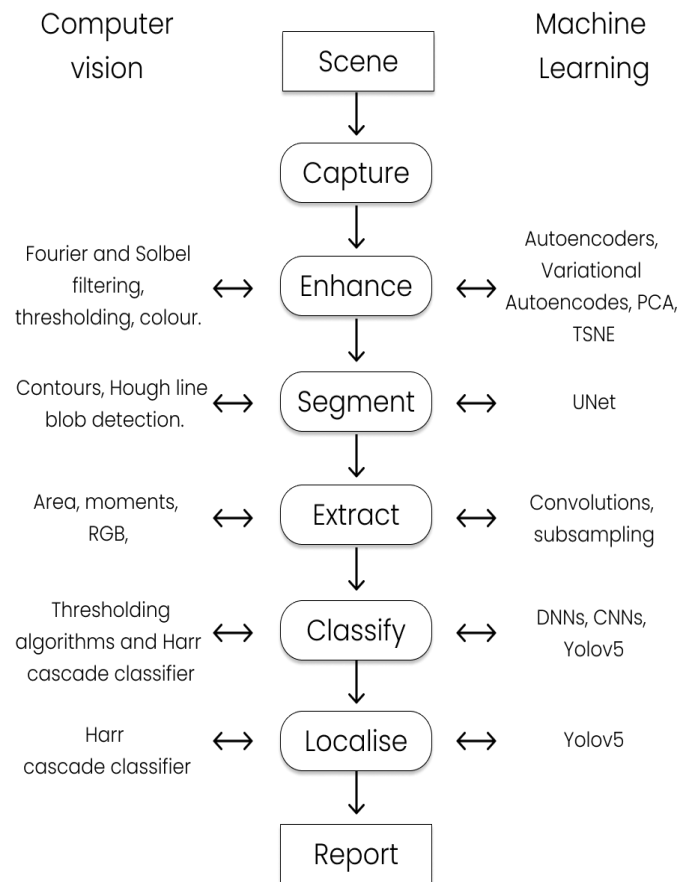 Computer
vision
Machine
Learning
Scene
Capture
Fourier and Solbel
filtering,
thresholding, colour.
Enhance
Autoencoders,
Variational
Autoencodes, PCA,
TSNE
Contours, Hough line
blob detection.
Segment
UNet
Area, moments,
RGB,
Extract
Convolutions,
subsampling
Thresholding
algorithms and Harr
cascade classifier
Classify
DNNs, CNNs,
Yolov5
Harr
cascade classifier
Localise
Yolov5
Report